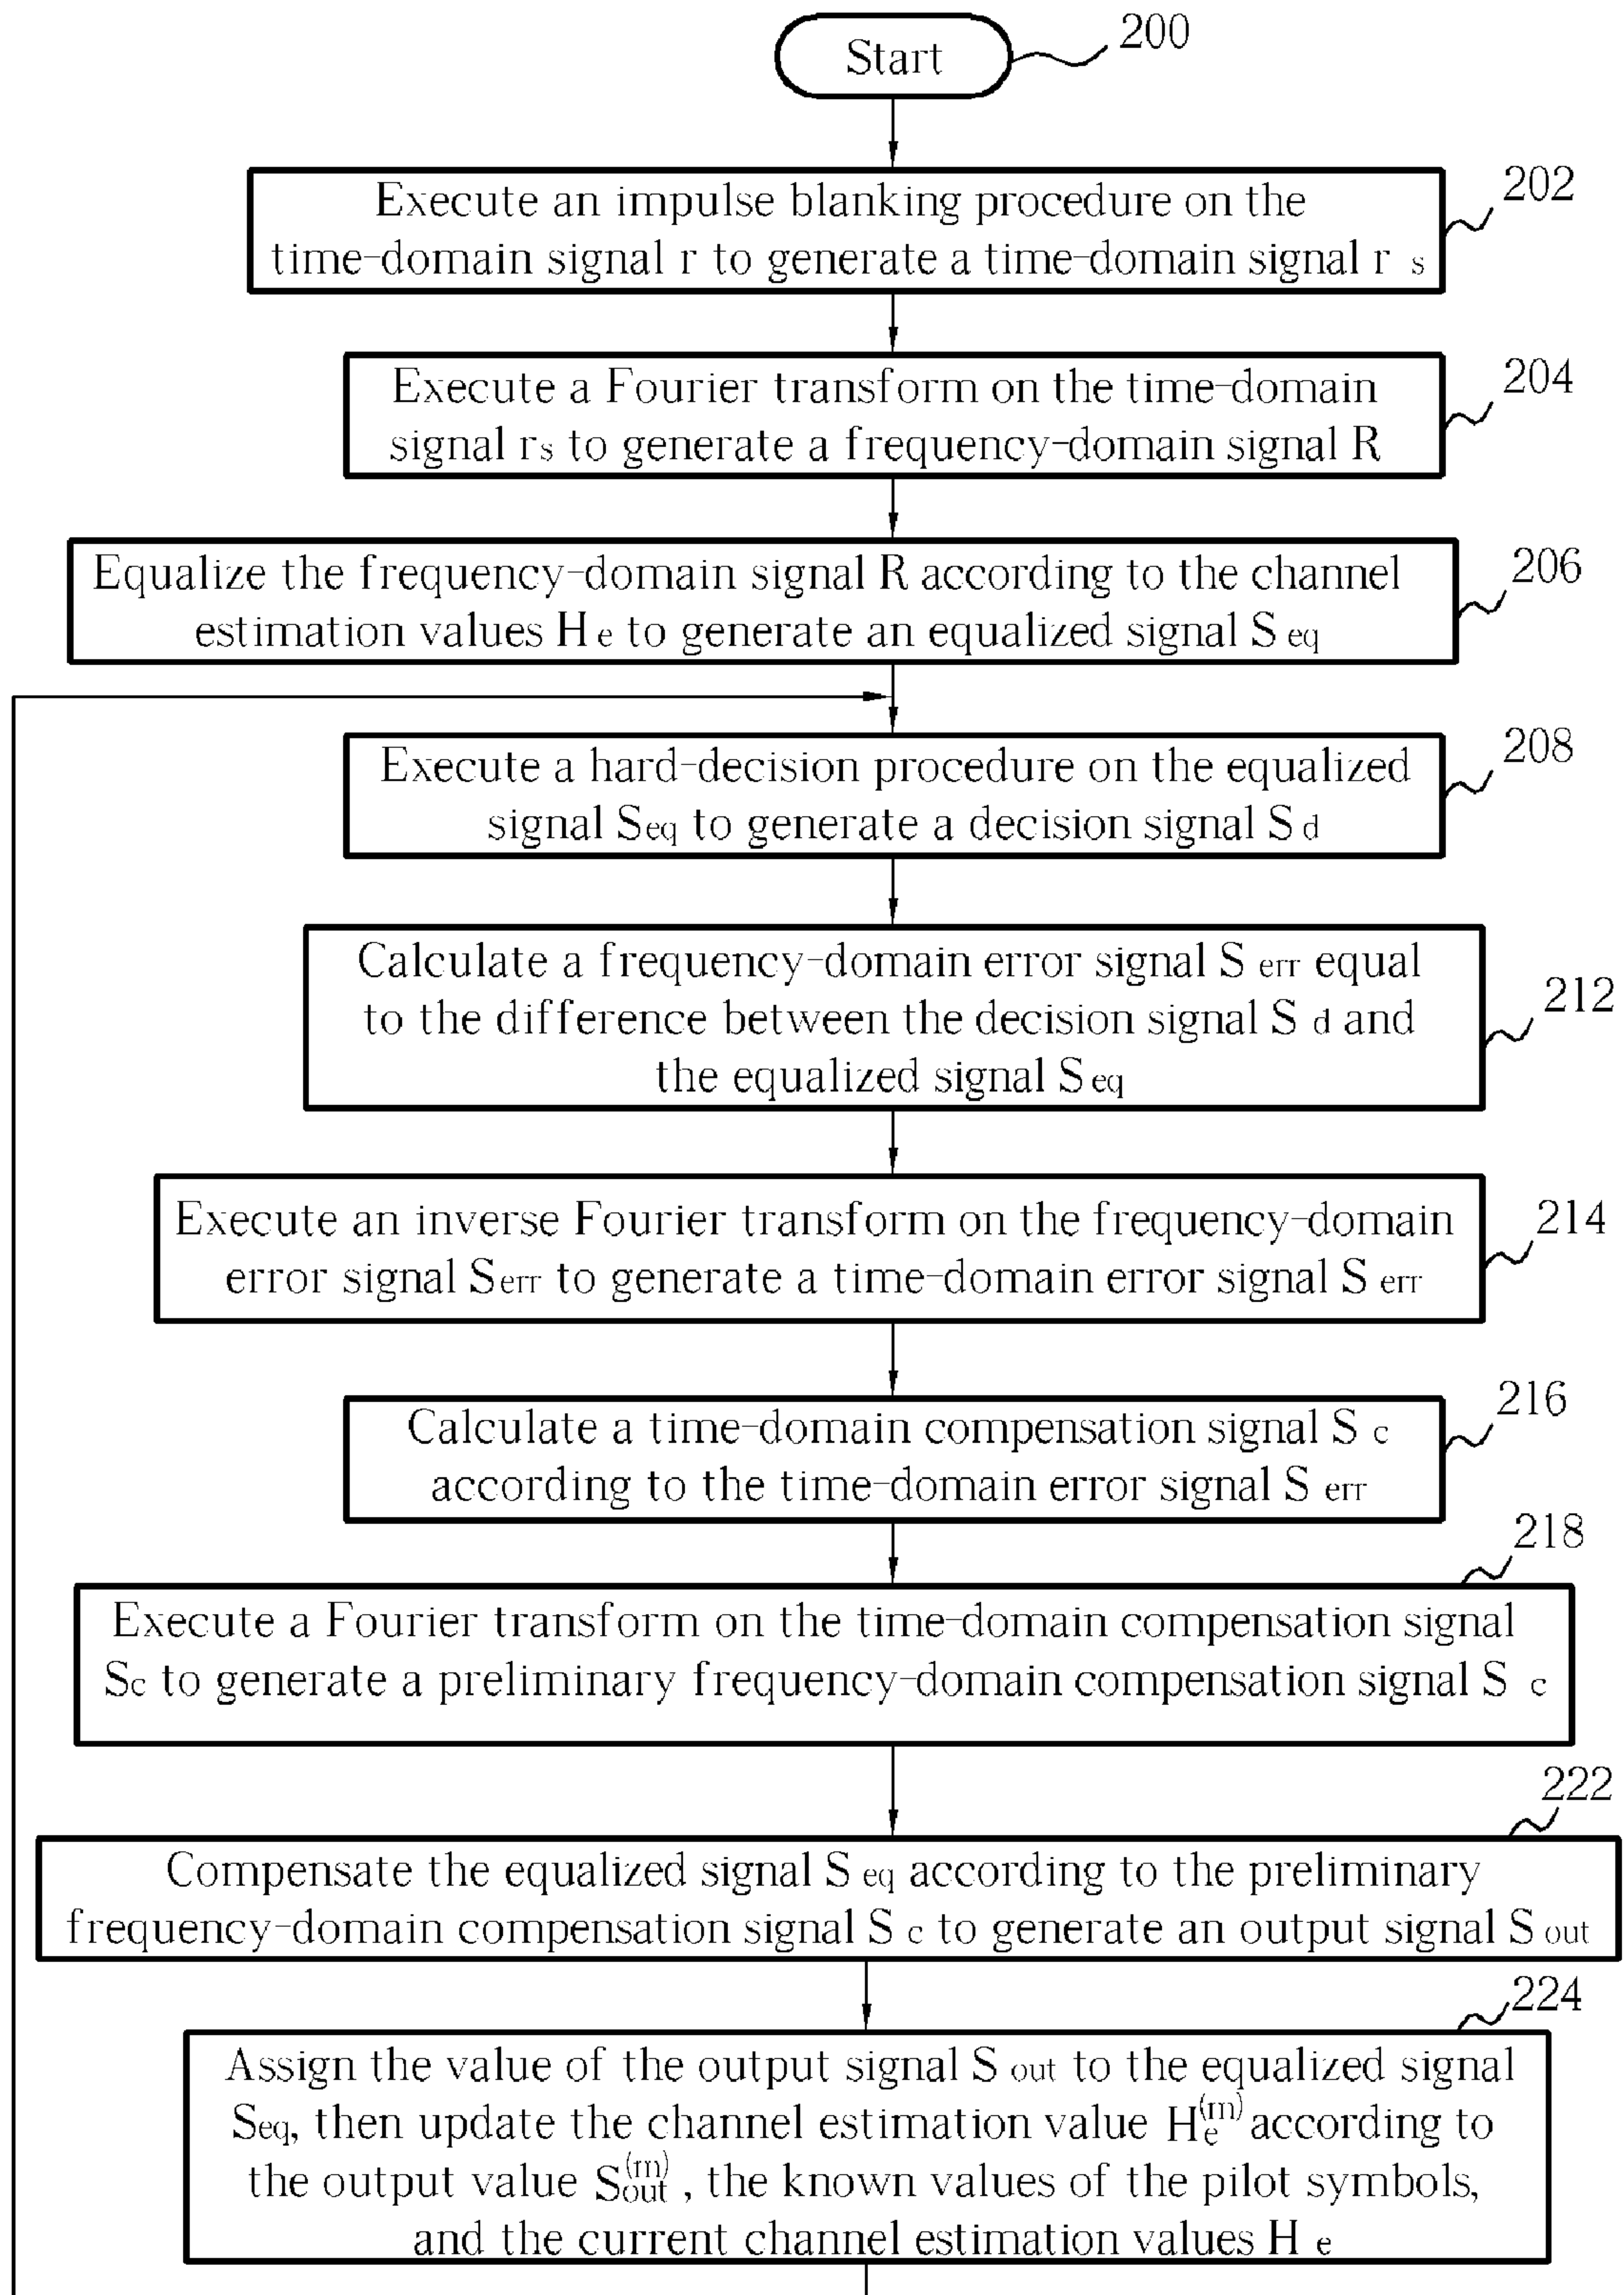 Start
200
Execute an impulse blanking procedure on the
time-domain signal r to generate a time-domain signal r s
202
Execute a Fourier transform on the time-domain
signal rs to generate a frequency-domain signal R
204
Equalize the frequency-domain signal R according to the channel
estimation values H e to generate an equalized signal S eq
206
Execute a hard-decision procedure on the equalized
signal Seq to generate a decision signal S d
208
Calculate a frequency-domain error signal S err equal
to the difference between the decision signal S d and
the equalized signal S eq
212
Execute an inverse Fourier transform on the frequency-domain
error signal Serr to generate a time-domain error signal S err
214
Calculate a time-domain compensation signal S c
according to the time-domain error signal S err
216
Execute a Fourier transform on the time-domain compensation signal
Sc to generate a preliminary frequency-domain compensation signal S c
218
Compensate the equalized signal S eq according to the preliminary
frequency-domain compensation signal S c to generate an output signal S out
222
Assign the value of the output signal S out to the equalized signal
Seq, then update the channel estimation value H_e^(m) according to
the output value S_out^(m) , the known values of the pilot symbols,
and the current channel estimation values H e
224